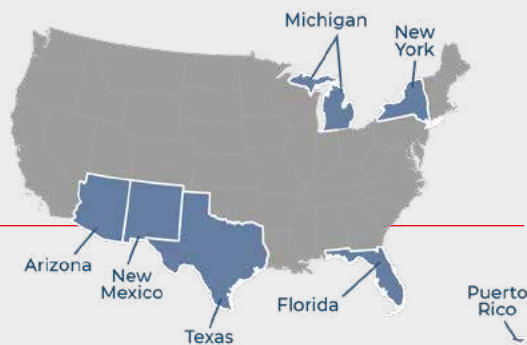 Michigan
New
York
Arizona
New
Mexico
Texas
Florida
Puerto
Rico